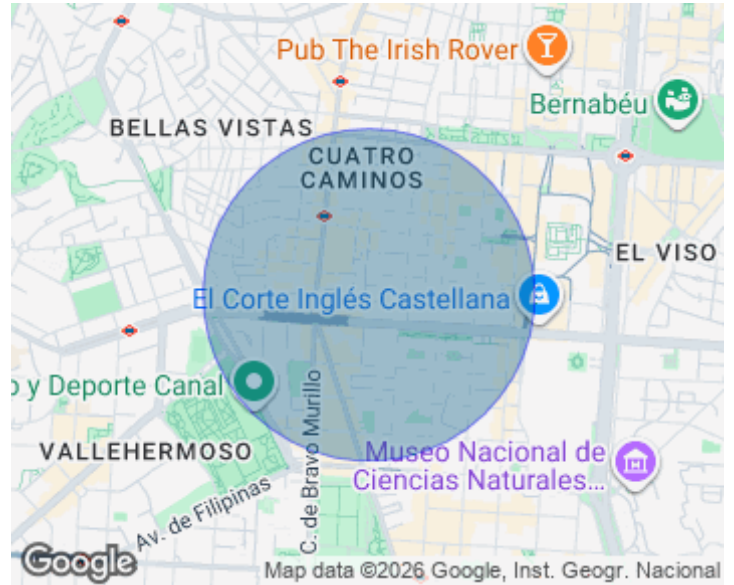 Pub The Irish Rover
Bernabéu
BELLAS VISTAS
CUATRO
CAMINOS
EL VISO
El Corte Inglés Castellana
o y Deporte Canal
C. de Bravo Murillo
VALLEHERMOSO
Museo Nacional de
Ciencias Naturales...
Av. de Filipinas
Google
Map data ©2026 Google, Inst. Geogr. Nacional